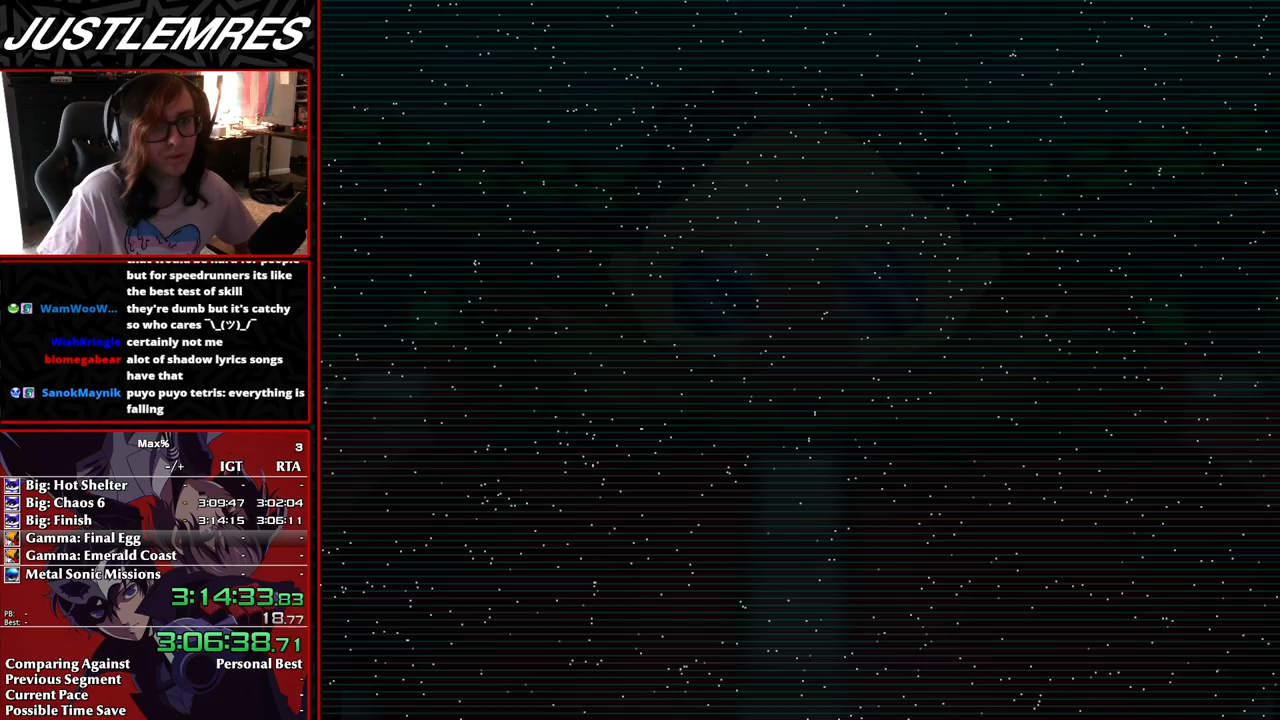 JUSTLEMRES
but for speedrunners its like
the best test of skill
WamWooW... they're dumb but it's catchy
so who cares ¯\_(ツ)_/¯
WishKringle certainly not me
biomegabear alot of shadow lyrics songs
have that
SanokMaynik puyo puyo tetris: everything is
falling
Max% 3
-/+ IGT RTA
Big: Hot Shelter - - -
Big: Chaos 6 - 3:09:47 3:02:04
Big: Finish 3:14:15 3:06:11
Gamma: Final Egg - -
Gamma: Emerald Coast - -
Metal Sonic Missions - -
3:14:33.83
PB: -
Best: -
18.77
3:06:38.71
Comparing Against Personal Best
Previous Segment -
Current Pace -
Possible Time Save -